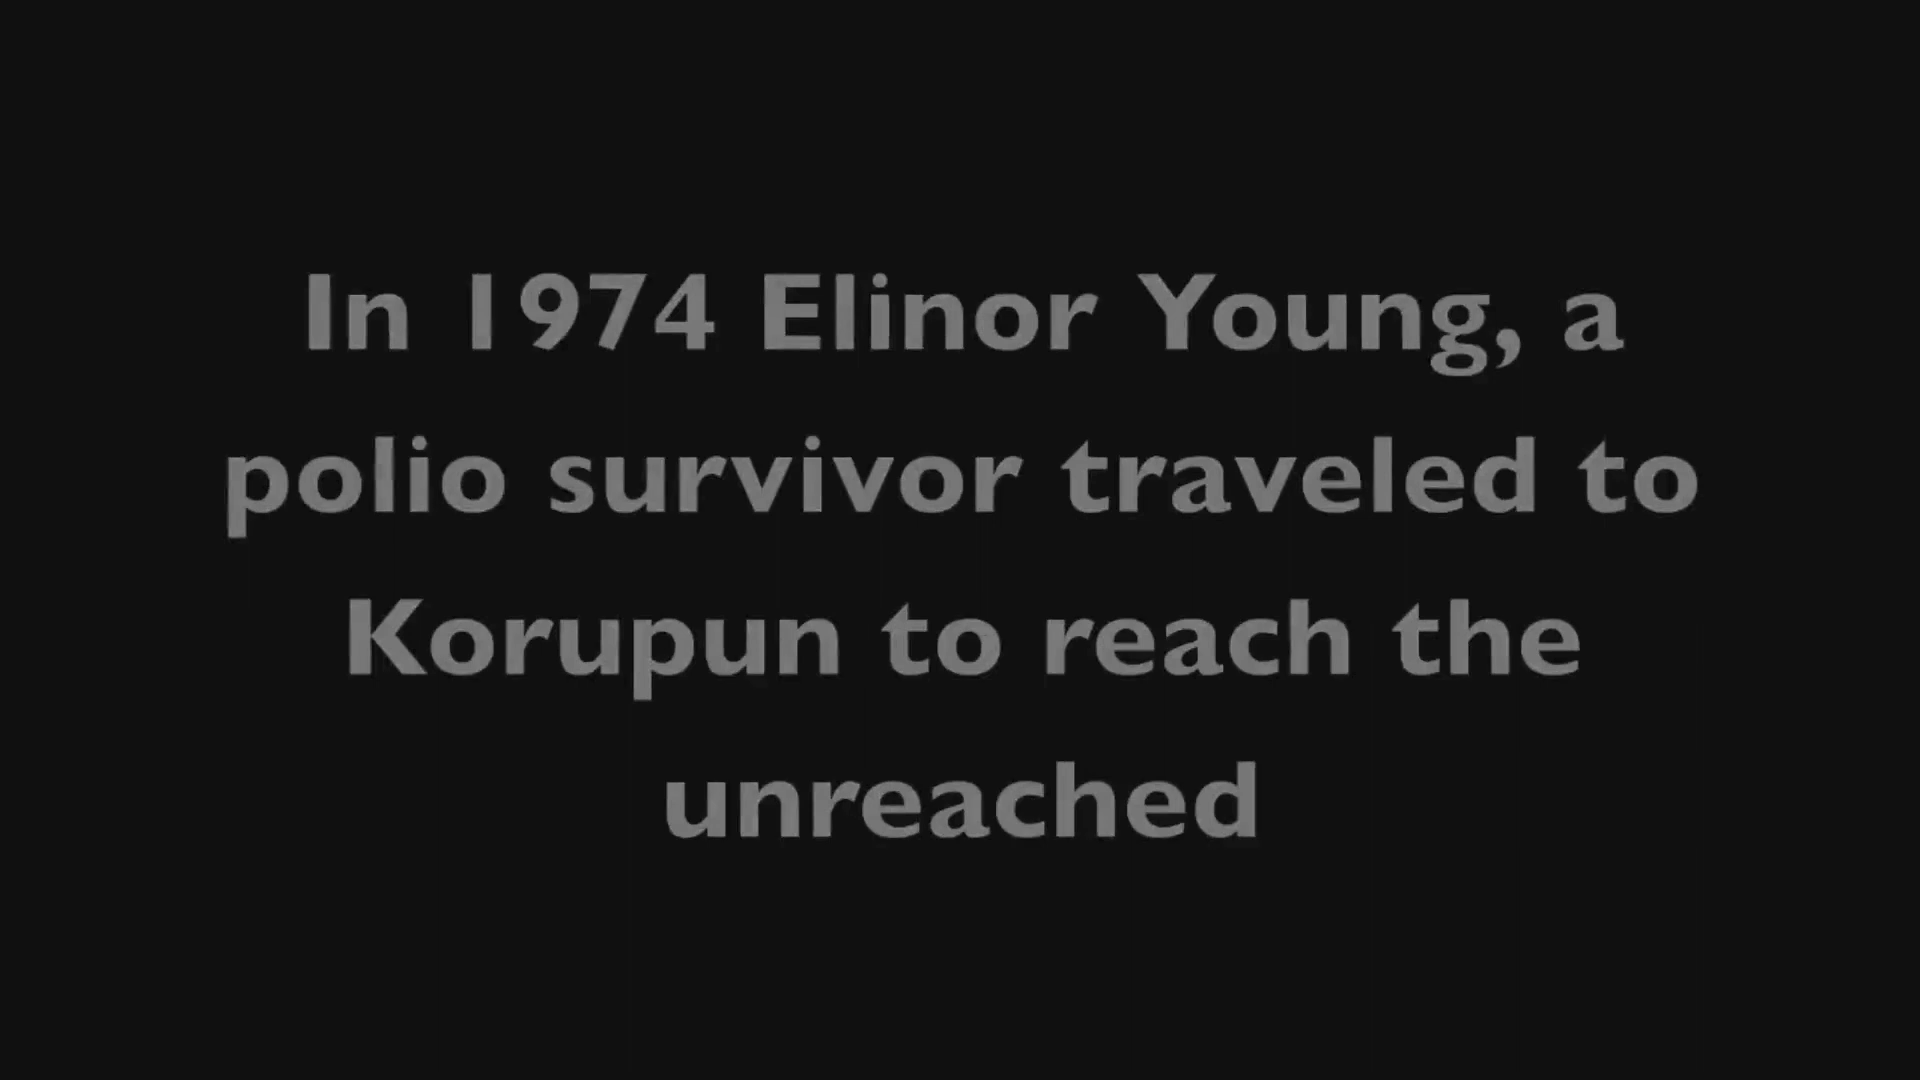 In 1974 Elinor Young, a
polio survivor traveled to
Korupun to reach the
unreached